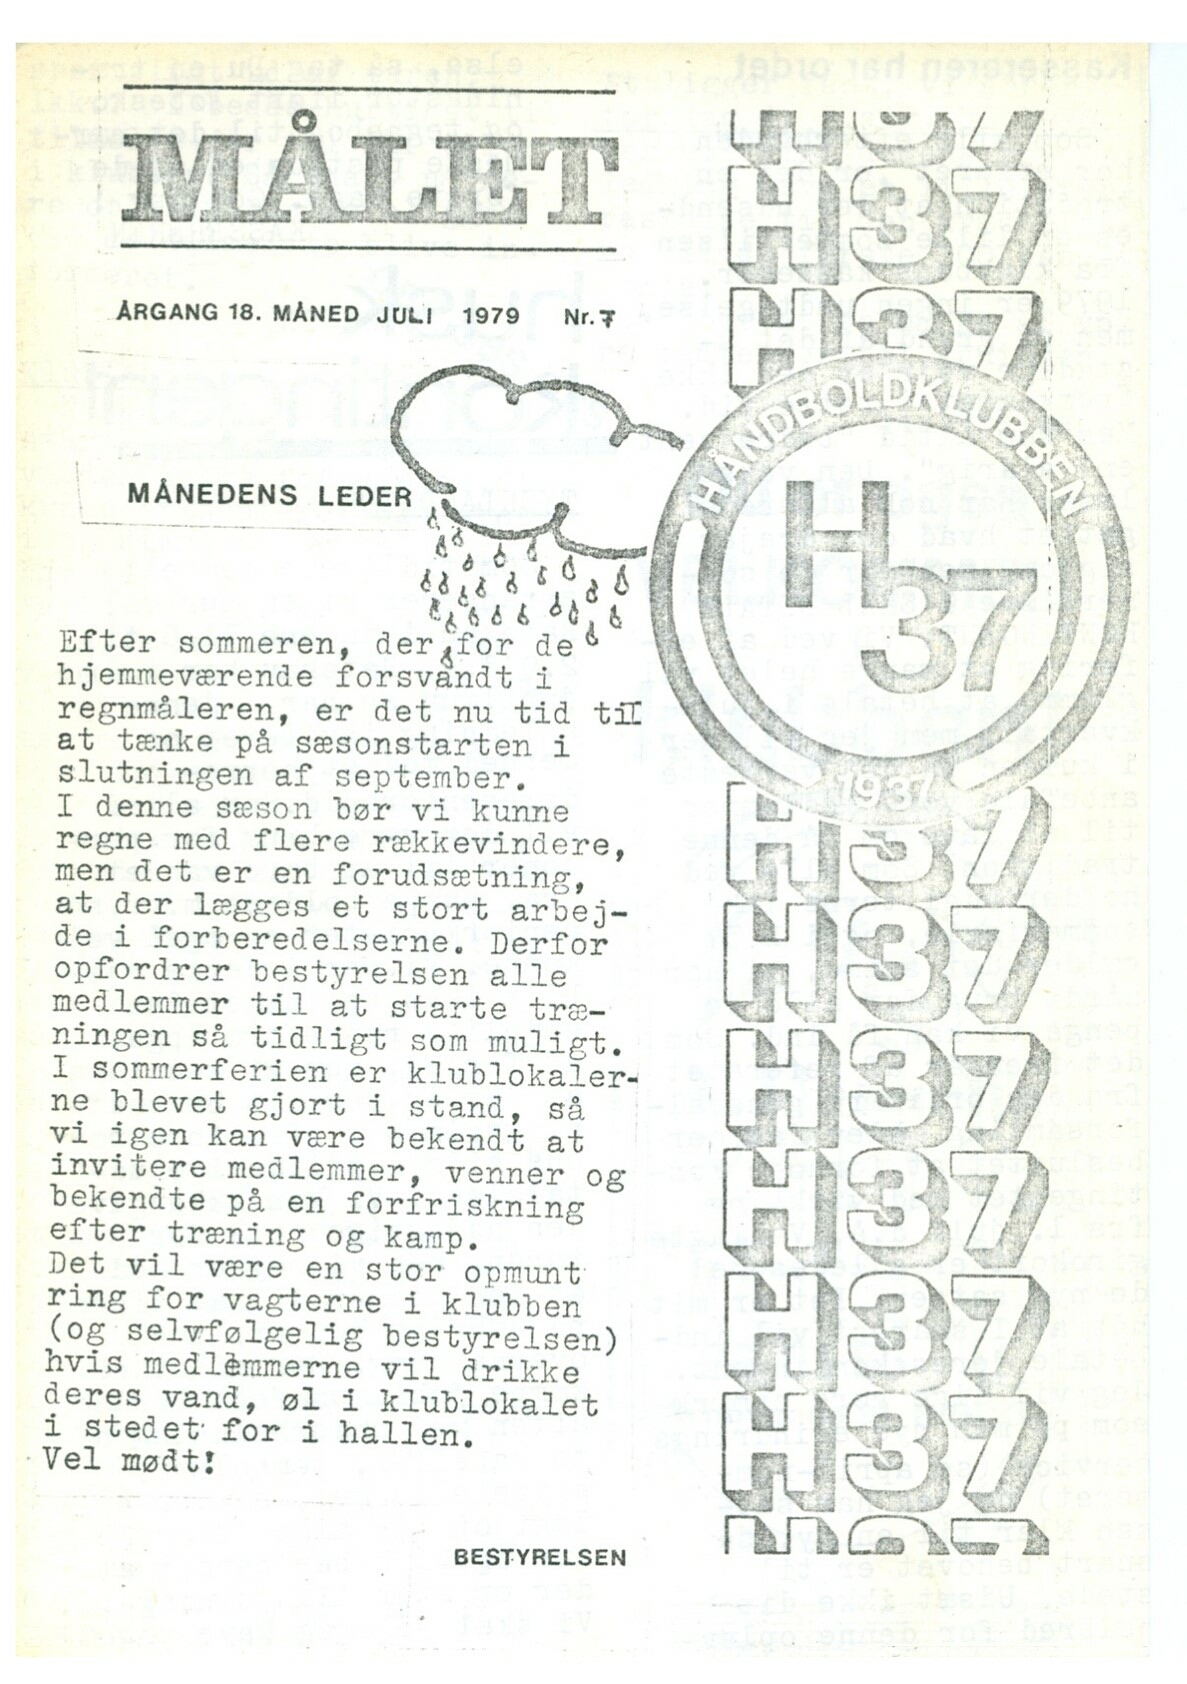 MÅLET
ÅRGANG 18. MÅNED JULI 1979 Nr. 7
MÅNEDENS LEDER
Efter sommeren, der for de
hjemmeværende forsvandt i
regnmåleren, er det nu tid til
at tænke på sæsonstarten i
slutningen af september.
I denne sæson bør vi kunne
regne med flere rækkevindere,
men det er en forudsætning,
at der lægges et stort arbej-
de i forberedelserne. Derfor
opfordrer bestyrelsen alle
medlemmer til at starte træ-
ningen så tidligt som muligt.
I sommerferien er klublokaler-
ne blevet gjort i stand, så
vi igen kan være bekendt at
invitere medlemmer, venner og
bekendte på en forfriskning
efter træning og kamp.
Det vil være en stor opmunt
ring for vagterne i klubben
(og selvfølgelig bestyrelsen)
hvis medlemmerne vil drikke
deres vand, øl i klublokalet
i stedet for i hallen.
Vel mødt!
BESTYRELSEN
H37
H37
H37
HÅNDBOLDKLUBBEN
H37
1937
H37
H37
H37
H37
H37
H37
H37